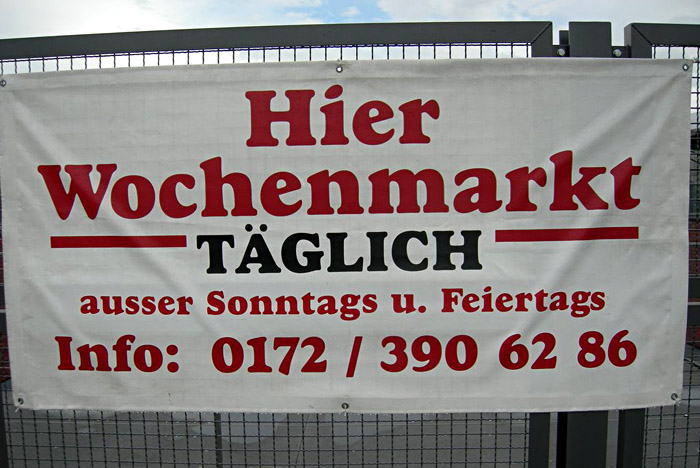 Hier
Wochenmarkt
TÄGLICH
ausser Sonntags u. Feiertags
Info: 0172 / 390 62 86